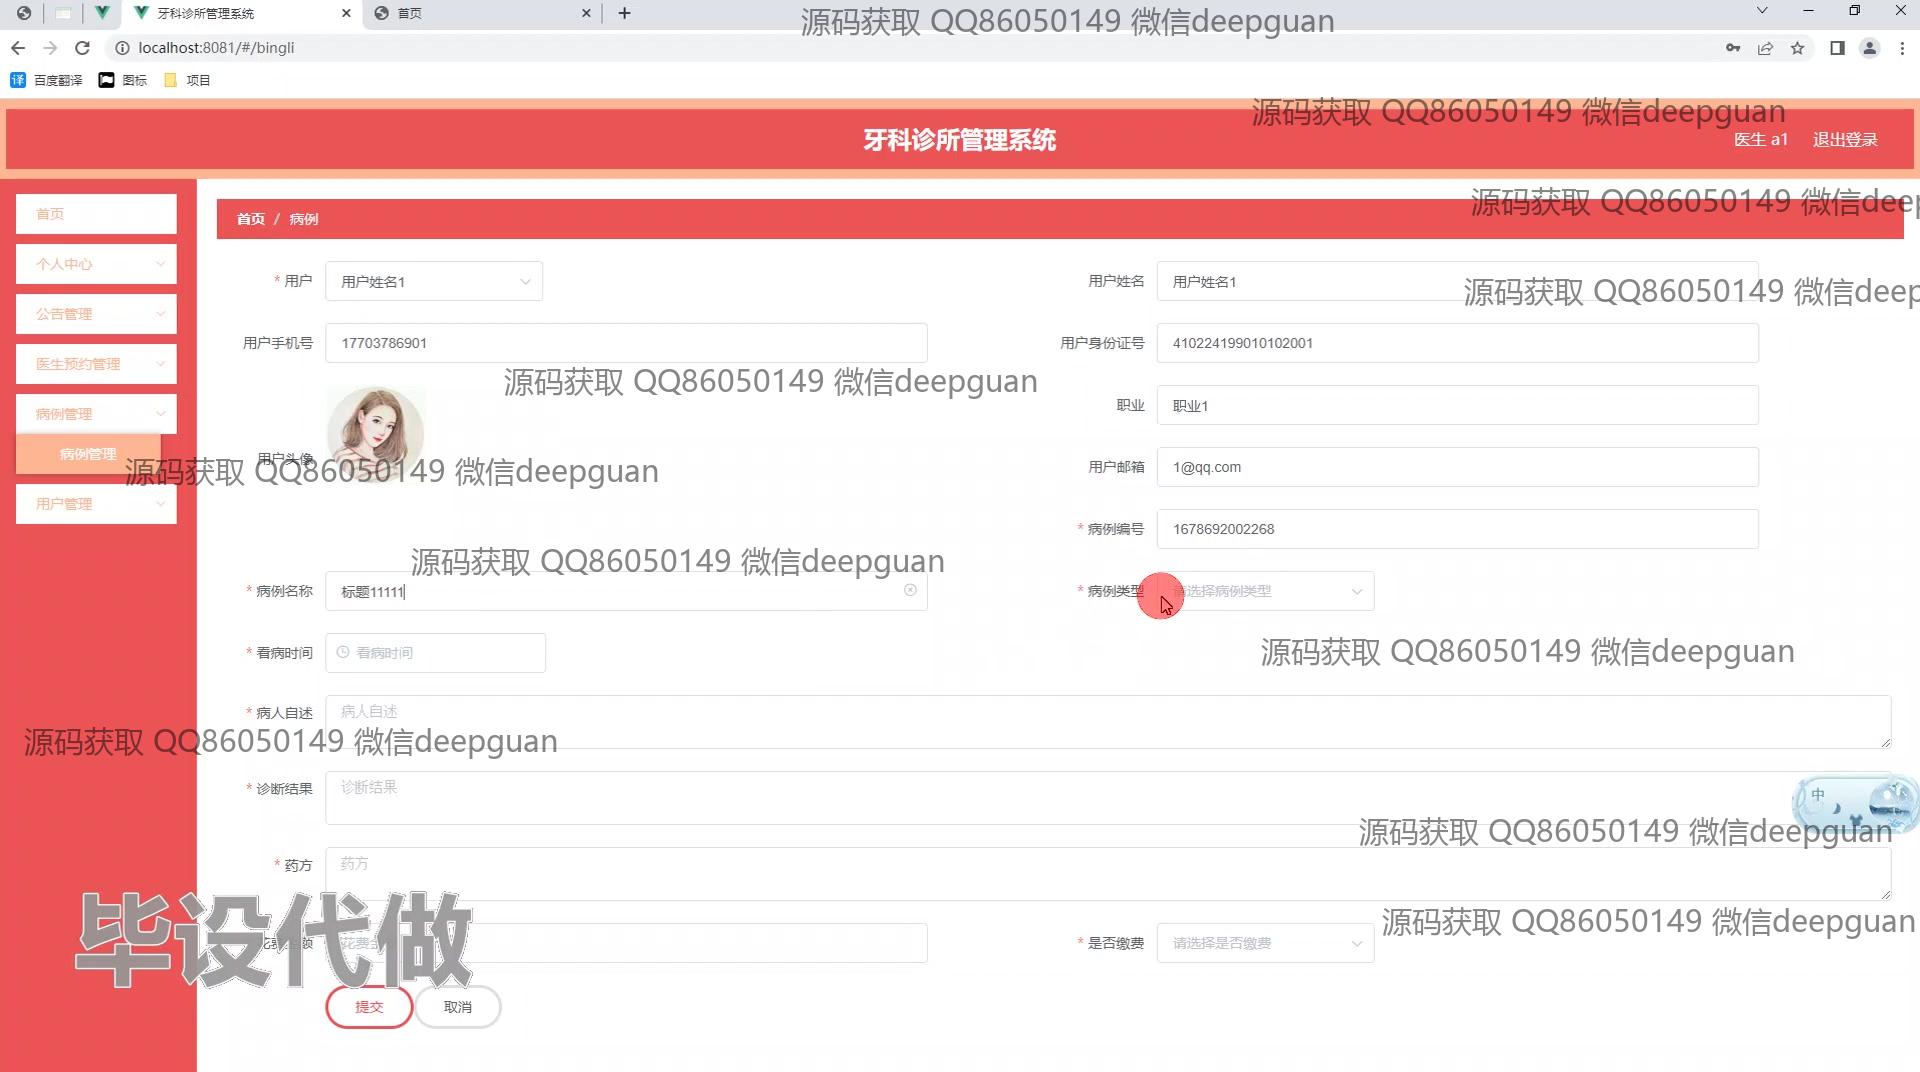 牙科诊所管理系统
首页
源码获取 QQ86050149 微信deepguan
localhost:8081/#/bingli
译 百度翻译 图标 项目
源码获取 QQ86050149 微信deepguan
牙科诊所管理系统
医生 a1 退出登录
首页
首页 / 病例
源码获取 QQ86050149 微信deep
个人中心
* 用户 用户姓名1
用户姓名 用户姓名1
源码获取 QQ86050149 微信deep
公告管理
用户手机号 17703786901
用户身份证号 410224199010102001
医生预约管理
源码获取 QQ86050149 微信deepguan
职业 职业1
病例管理
病例管理
用户头像
源码获取 QQ86050149 微信deepguan
用户邮箱 1@qq.com
用户管理
* 病例编号 1678692002268
源码获取 QQ86050149 微信deepguan
* 病例名称 标题11111
* 病例类型 请选择病例类型
* 看病时间 看病时间
源码获取 QQ86050149 微信deepguan
* 病人自述 病人自述
源码获取 QQ86050149 微信deepguan
* 诊断结果 诊断结果
中
源码获取 QQ86050149 微信deepguan
* 药方 药方
毕设代做
* 是否缴费 请选择是否缴费
源码获取 QQ86050149 微信deepguan
提交 取消